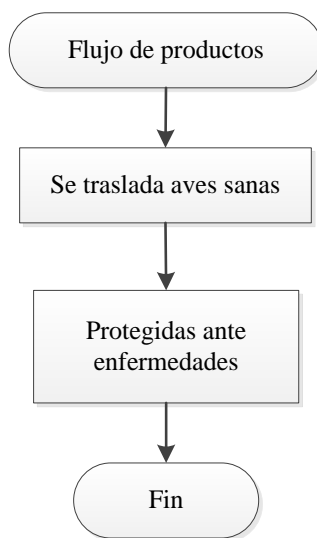 Flujo de productos
Se traslada aves sanas
Protegidas ante
enfermedades
Fin